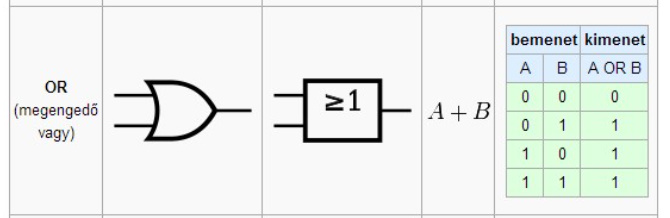 OR
(megengedő
vagy)
≥1
A + B
bemenet kimenet
A B A OR B
0 0 0
0 1 1
1 0 1
1 1 1